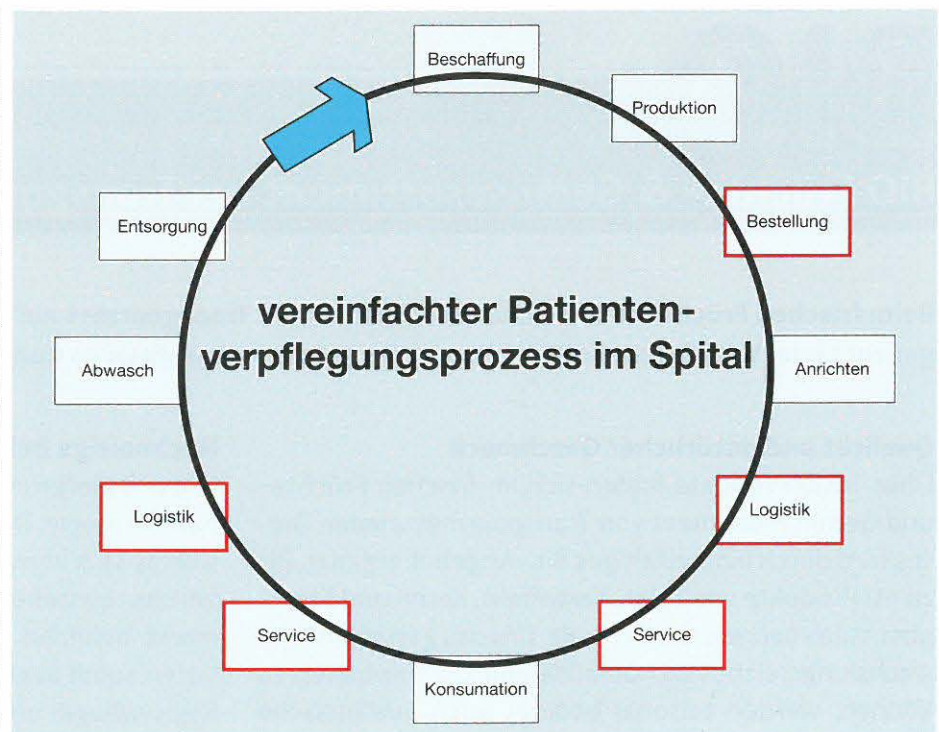 Beschaffung
Produktion
Bestellung
Anrichten
Logistik
Service
Konsumation
Service
Logistik
Abwasch
Entsorgung
vereinfachter Patienten-
verpflegungsprozess im Spital